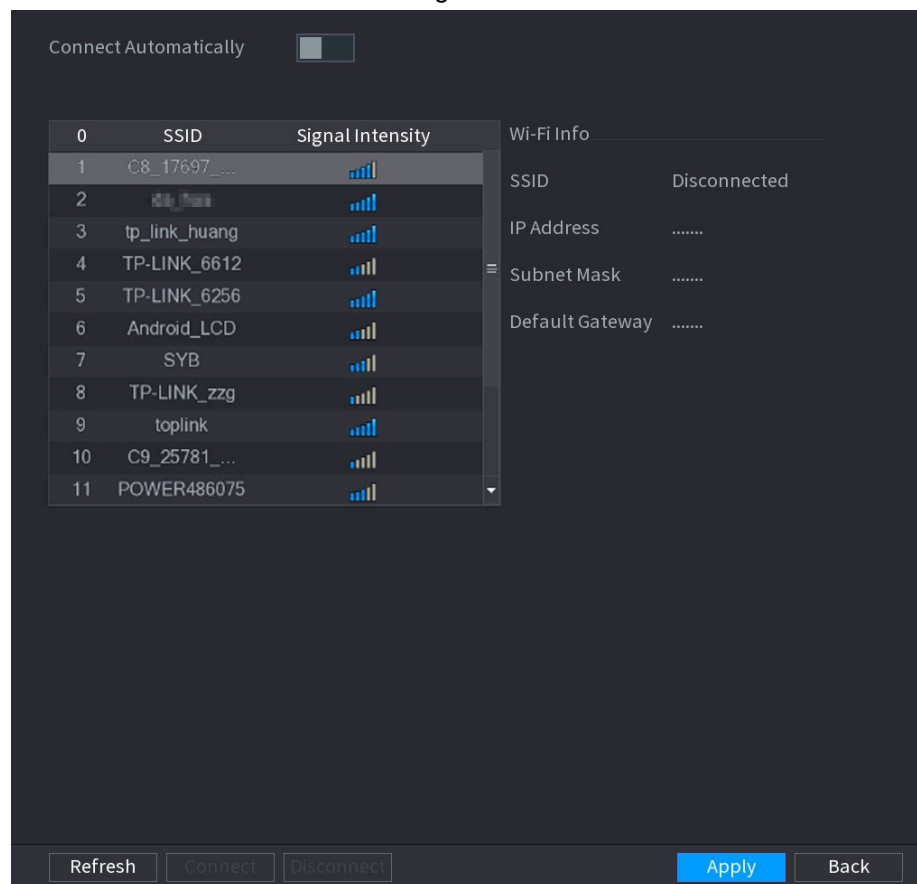 Connect Automatically
0 SSID Signal Intensity
1 C8_17697_...
2
3 tp_link_huang
4 TP-LINK_6612
5 TP-LINK_6256
6 Android_LCD
7 SYB
8 TP-LINK_zzg
9 toplink
10 C9_25781_...
11 POWER486075
Wi-Fi Info
SSID Disconnected
IP Address .......
Subnet Mask .......
Default Gateway .......
Refresh Connect Disconnect Apply Back